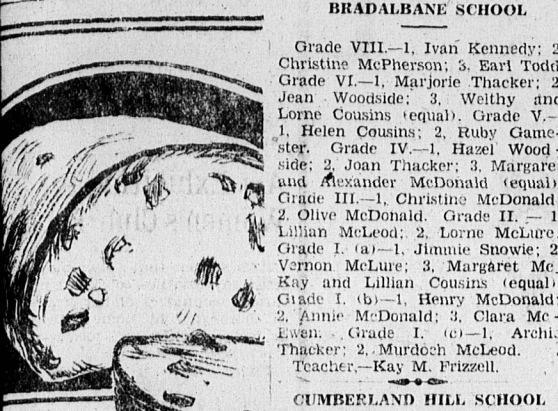 BRADALBANE SCHOOL
Grade VIII.—1, Ivan Kennedy; 2
Christine McPherson; 3, Earl Todd
Grade VI.—1, Marjorie Thacker; 2
Jean Woodside; 3, Welthy and
Lorne Cousins (equal). Grade V.—
1, Helen Cousins; 2, Ruby Game-
ster. Grade IV.—1, Hazel Wood-
side; 2, Joan Thacker; 3, Margare
and Alexander McDonald (equal)
Grade III.—1, Christine McDonald
2, Olive McDonald. Grade II. — 1
Lillian McLeod; 2, Lorne McLure.
Grade I. (a)—1, Jimmie Snowie; 2
Vernon McLure; 3, Margaret Mc-
Kay and Lillian Cousins (equal)
Grade I. (b)—1, Henry McDonald
2, Annie McDonald; 3, Clara Mc-
Ewen. Grade I. (c)—1, Archi
Thacker; 2, Murdoch McLeod.
Teacher,—Kay M. Frizzell.
CUMBERLAND HILL SCHOOL